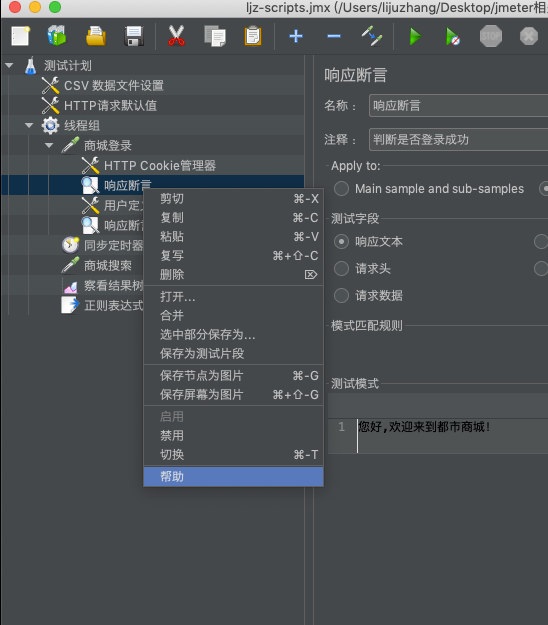 ljz-scripts.jmx (/Users/lijuzhang/Desktop/jmeter相
STOP
测试计划
CSV 数据文件设置
HTTP请求默认值
线程组
商城登录
HTTP Cookie管理器
响应断言
用户定
响应断
同步定时器
商城搜索
察看结果树
正则表达式
剪切 ⌘-X
复制 ⌘-C
粘贴 ⌘-V
复写 ⌘+⇧-C
删除 ⌦
打开...
合并
选中部分保存为...
保存为测试片段
保存节点为图片 ⌘-G
保存屏幕为图片 ⌘+⇧-G
启用
禁用
切换 ⌘-T
帮助
响应断言
名称： 响应断言
注释： 判断是否登录成功
Apply to:
Main sample and sub-samples
测试字段
响应文本
请求头
请求数据
模式匹配规则
测试模式
1 您好,欢迎来到都市商城!